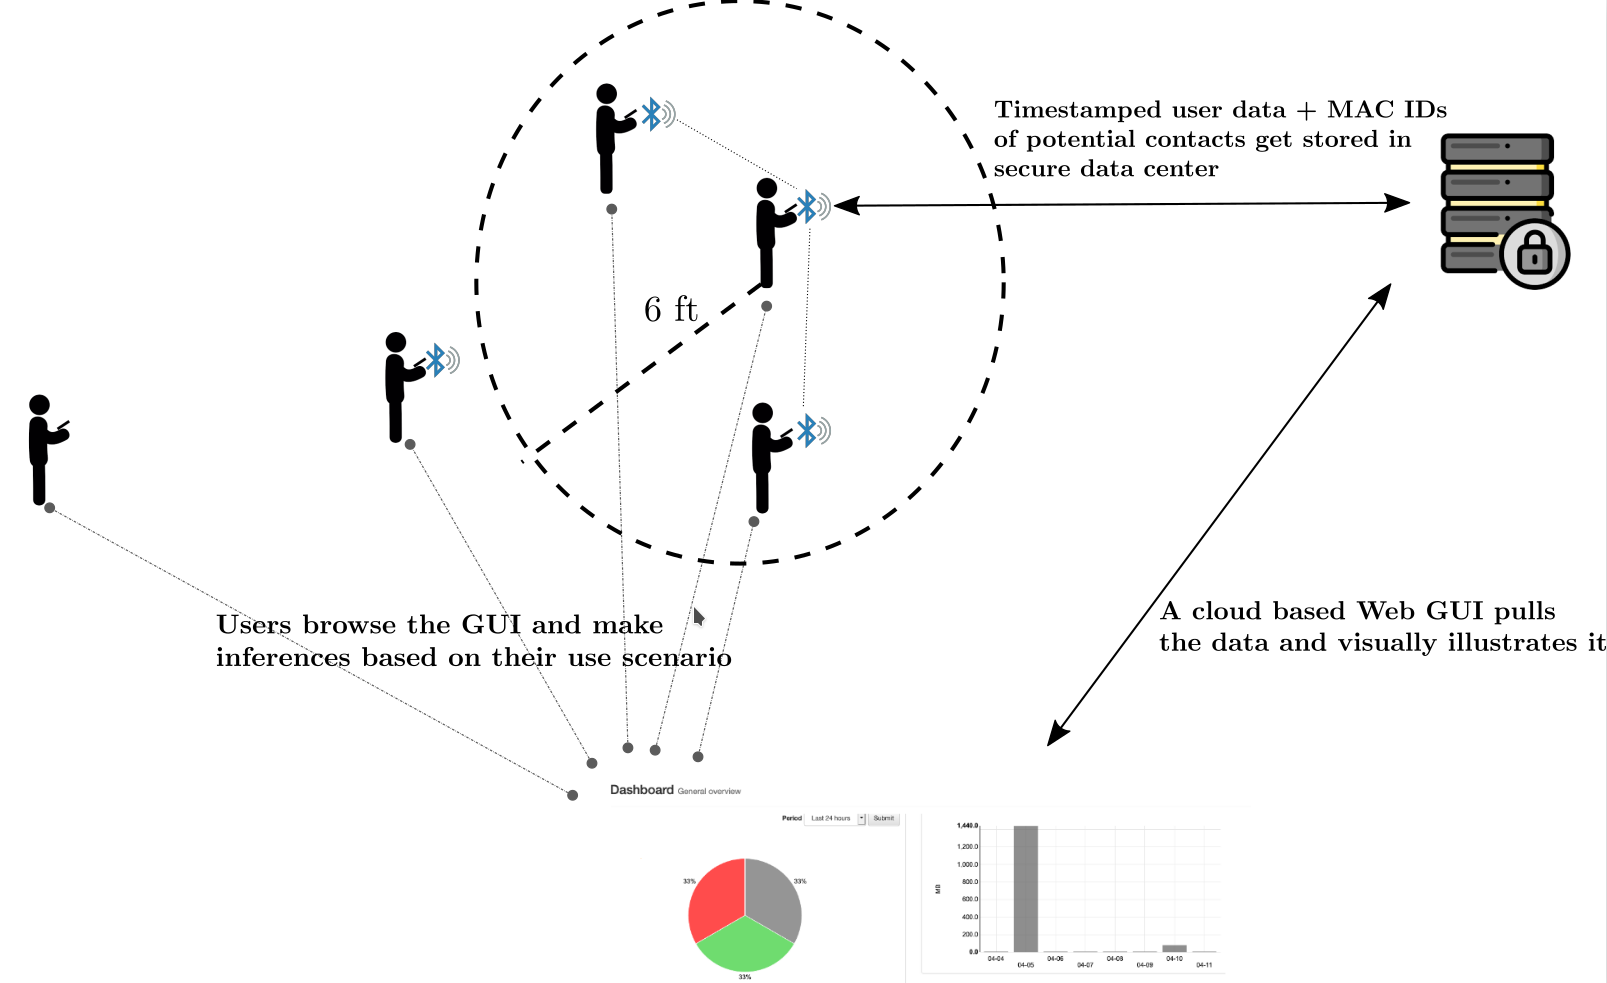 Timestamped user data + MAC IDs
of potential contacts get stored in
secure data center
6 ft
A cloud based Web GUI pulls
the data and visually illustrates it
Users browse the GUI and make
inferences based on their use scenario
Dashboard General overview
Period Last 24 hours Submit
33%
33%
33%
1,440.0
1,200.0
1,000.0
800.0
600.0
400.0
200.0
0.0
MB
04-04
04-05
04-06
04-07
04-08
04-09
04-10
04-11